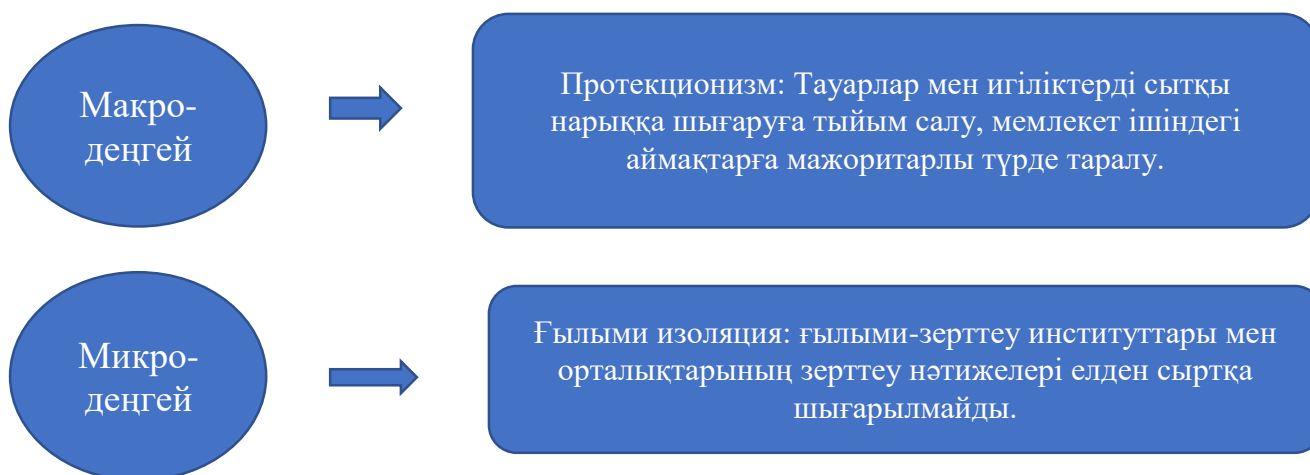 Макро-
деңгей
Протекционизм: Тауарлар мен игіліктерді сытқы
нарыққа шығаруға тыйым салу, мемлекет ішіндегі
аймақтарға мажоритарлы түрде таралу.
Микро-
деңгей
Ғылыми изоляция: ғылыми-зерттеу институттары мен
орталықтарының зерттеу нәтижелері елден сыртқа
шығарылмайды.